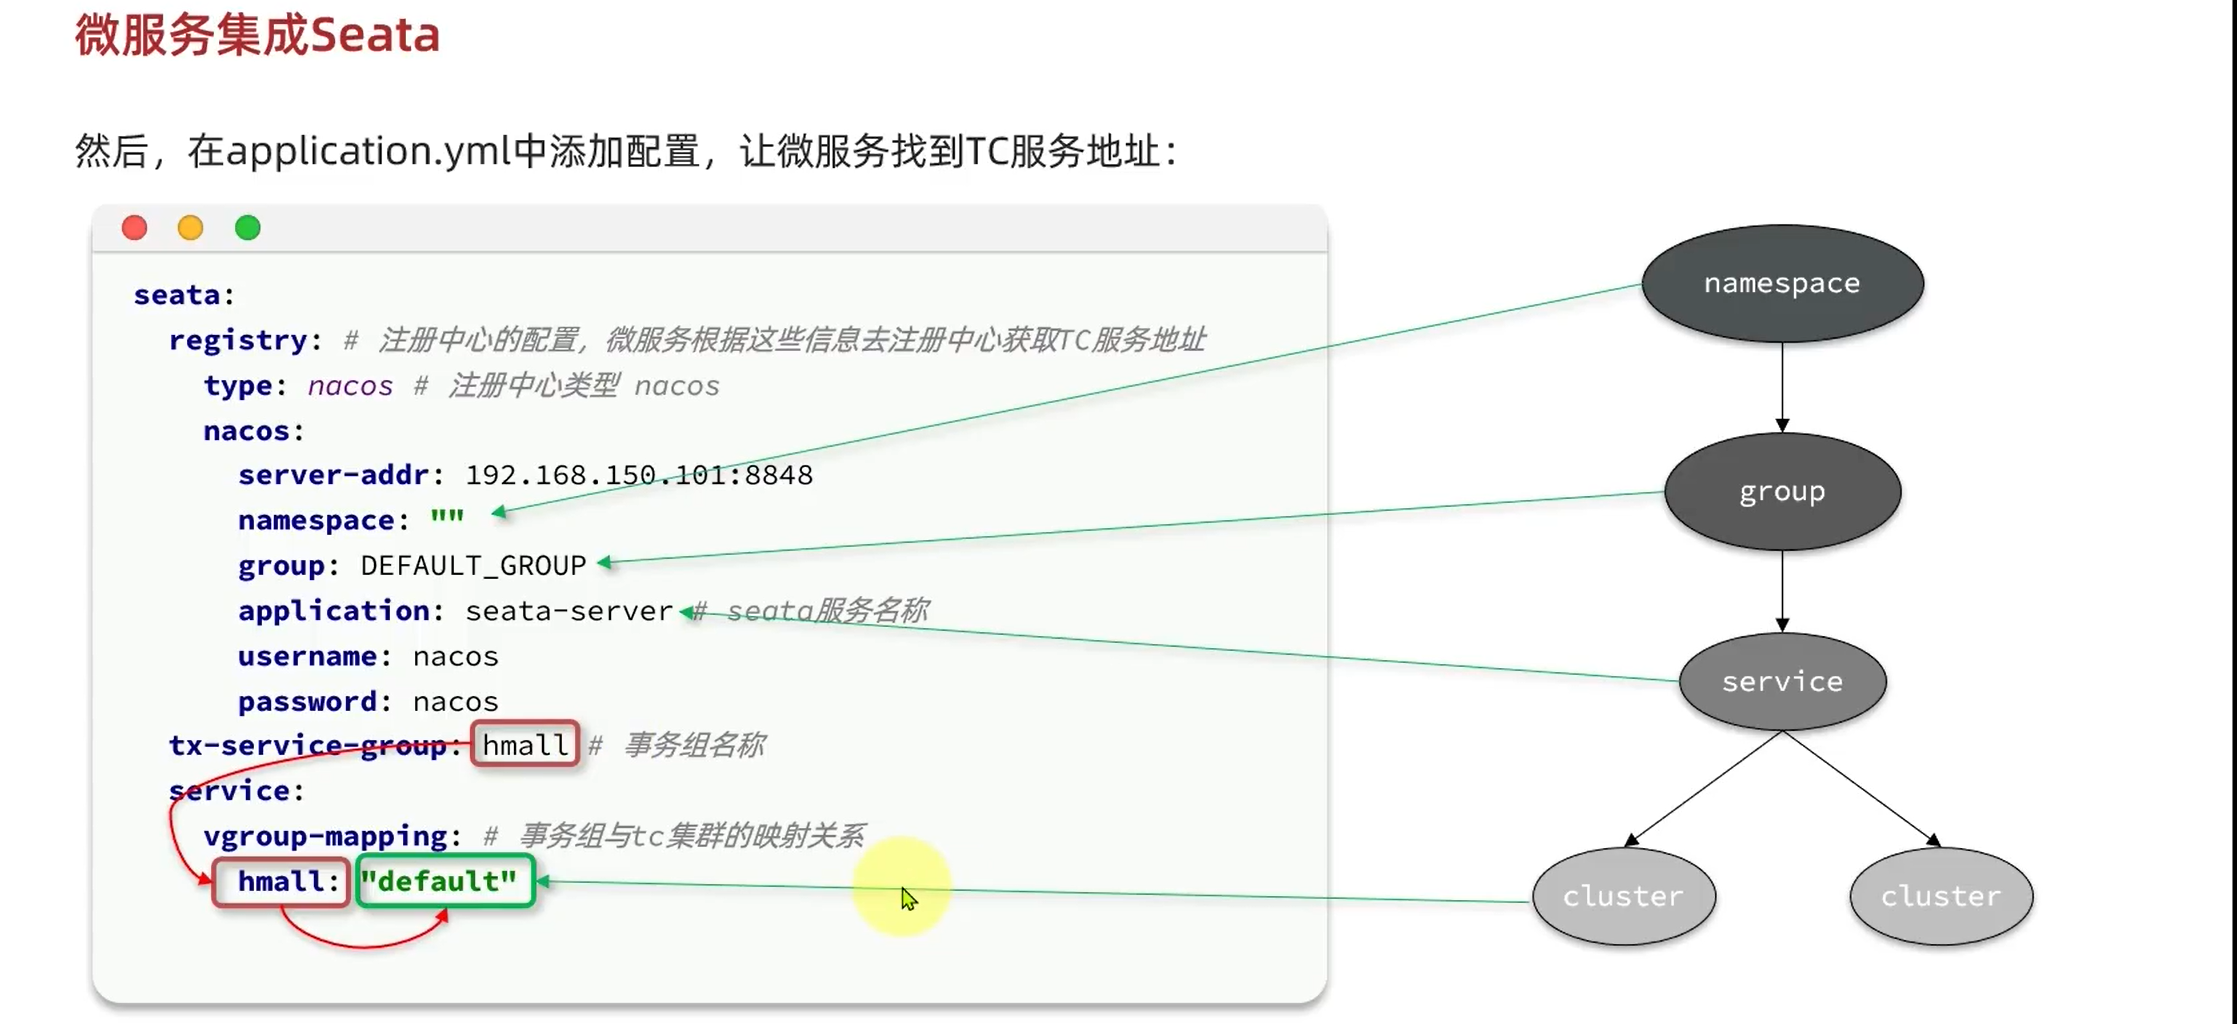 微服务集成Seata
然后，在application.yml中添加配置，让微服务找到TC服务地址：
seata:
registry: # 注册中心的配置，微服务根据这些信息去注册中心获取TC服务地址
type: nacos # 注册中心类型 nacos
nacos:
server-addr: 192.168.150.101:8848
namespace: ""
group: DEFAULT_GROUP
application: seata-server # seata服务名称
username: nacos
password: nacos
tx-service-group: hmall # 事务组名称
service:
vgroup-mapping: # 事务组与tc集群的映射关系
hmall: "default"
namespace
group
service
cluster
cluster